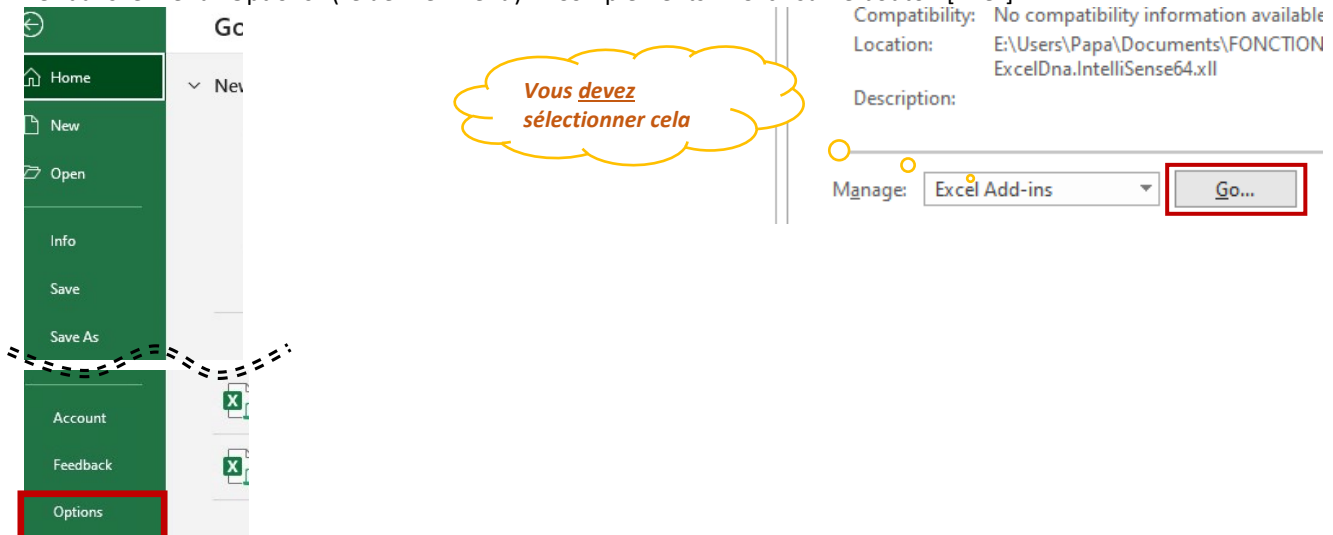 Go
Home
New
New
Open
Info
Save
Save As
Account
Feedback
Options
Vous devez
sélectionner cela
Compatibility: No compatibility information available
Location: E:\Users\Papa\Documents\FONCTION
ExcelDna.IntelliSense64.xll
Description:
Manage: Excel Add-ins Go...